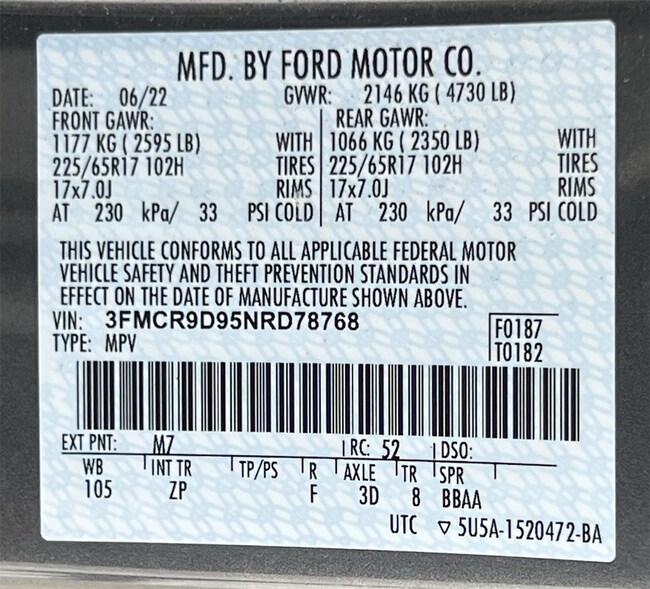 MFD. BY FORD MOTOR CO.
DATE: 06/22 GVWR: 2146 KG ( 4730 LB)
FRONT GAWR: REAR GAWR:
1177 KG ( 2595 LB) WITH 1066 KG ( 2350 LB) WITH
225/65R17 102H TIRES 225/65R17 102H TIRES
17x7.0J RIMS 17x7.0J RIMS
AT 230 kPa/ 33 PSI COLD AT 230 kPa/ 33 PSI COLD
THIS VEHICLE CONFORMS TO ALL APPLICABLE FEDERAL MOTOR
VEHICLE SAFETY AND THEFT PREVENTION STANDARDS IN
EFFECT ON THE DATE OF MANUFACTURE SHOWN ABOVE.
VIN: 3FMCR9D95NRD78768 F0187
TYPE: MPV T0182
EXT PNT: M7 RC: 52 DSO:
WB INT TR TP/PS R AXLE TR SPR
105 ZP F 3D 8 BBAA
UTC ▽ 5U5A-1520472-BA